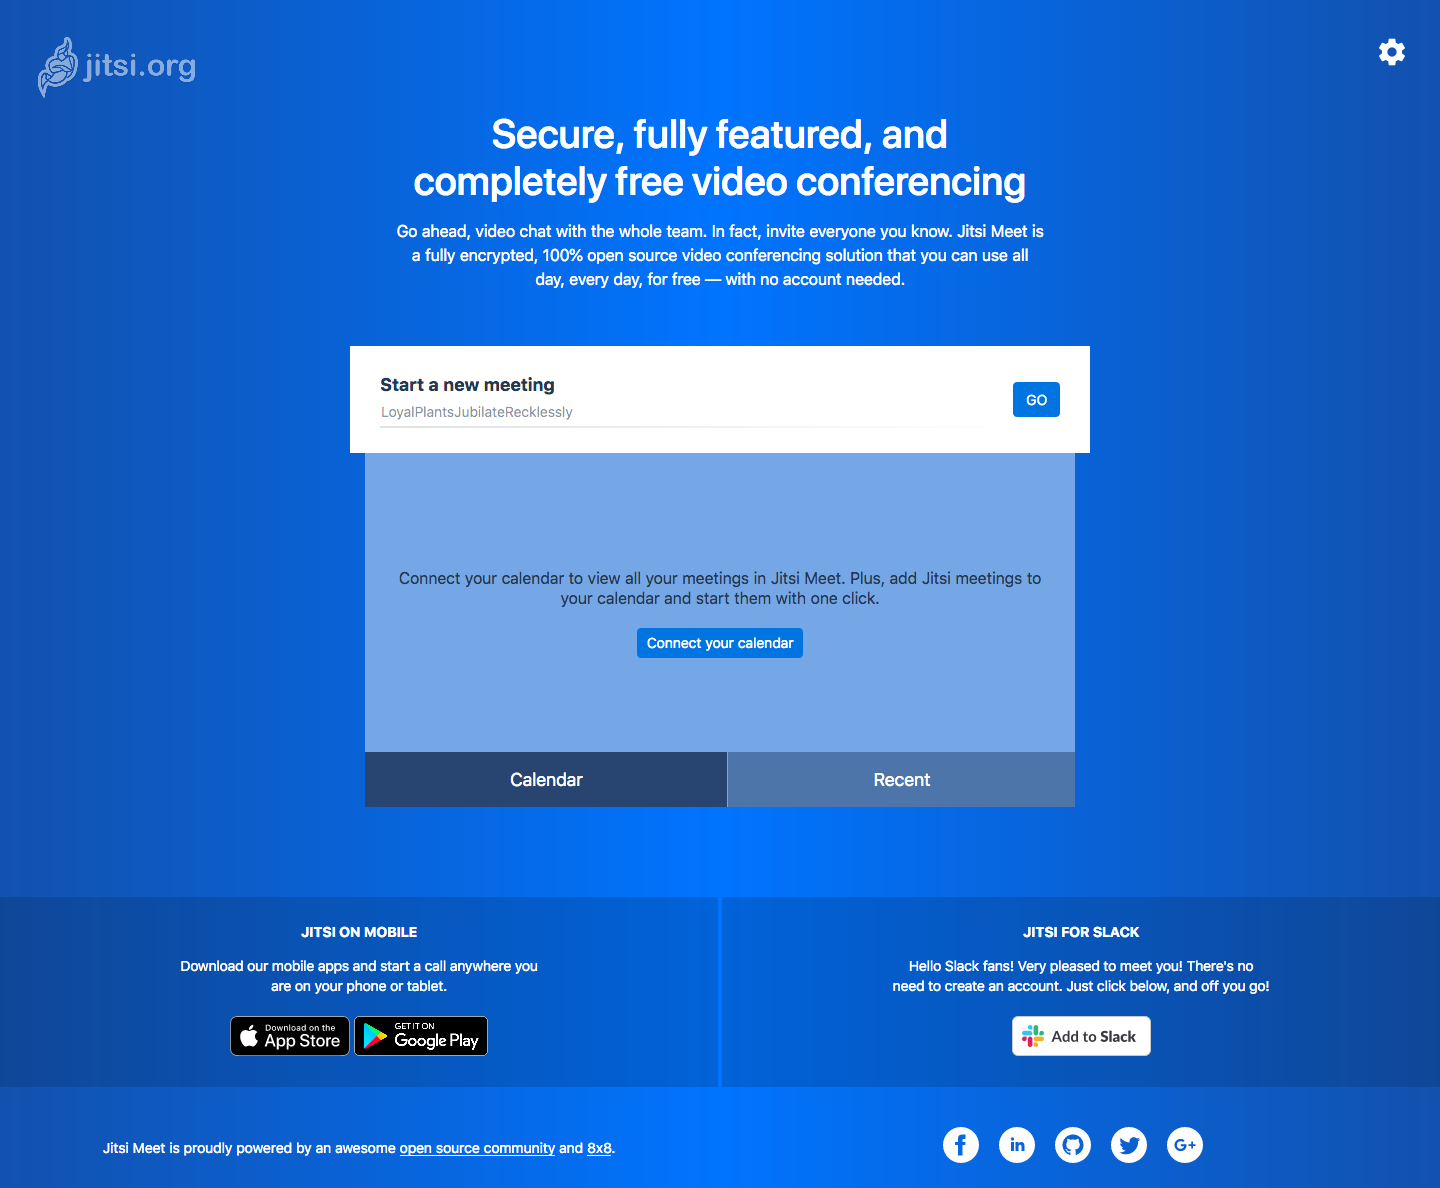 jitsi.org
Secure, fully featured, and
completely free video conferencing
Go ahead, video chat with the whole team. In fact, invite everyone you know. Jitsi Meet is
a fully encrypted, 100% open source video conferencing solution that you can use all
day, every day, for free — with no account needed.
Start a new meeting
LoyalPlantsJubilateRecklessly
GO
Connect your calendar to view all your meetings in Jitsi Meet. Plus, add Jitsi meetings to
your calendar and start them with one click.
Connect your calendar
Calendar
Recent
JITSI ON MOBILE
Download our mobile apps and start a call anywhere you
are on your phone or tablet.
Download on the
App Store
GET IT ON
Google Play
JITSI FOR SLACK
Hello Slack fans! Very pleased to meet you! There's no
need to create an account. Just click below, and off you go!
Add to Slack
Jitsi Meet is proudly powered by an awesome open source community and 8x8.
f
in
G+